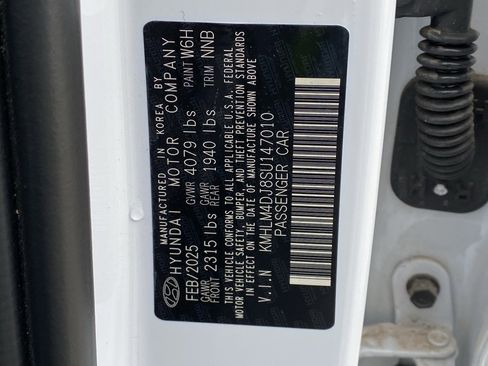 MANUFACTURED IN KOREA BY
HYUNDAI MOTOR COMPANY
FEB/2025 GVWR 4079 lbs PAINT W6H
GAWR FRONT 2315 lbs GAWR REAR 1940 lbs TRIM NNB
THIS VEHICLE CONFORMS TO ALL APPLICABLE U.S.A. FEDERAL
MOTOR VEHICLE SAFETY, BUMPER, AND THEFT PREVENTION STANDARDS
IN EFFECT ON THE DATE OF MANUFACTURE SHOWN ABOVE
V.I.N KMHLM4DJ8SU147010
PASSENGER CAR